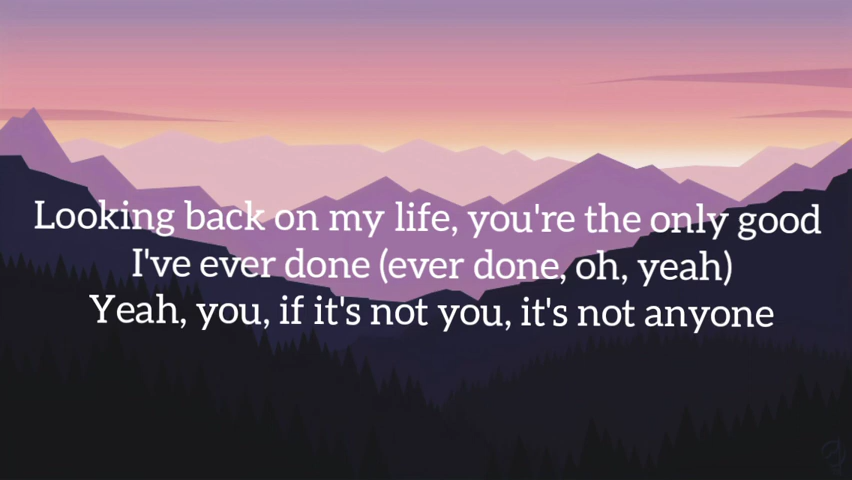 Looking back on my life, you're the only good
I've ever done (ever done, oh, yeah)
Yeah, you, if it's not you, it's not anyone